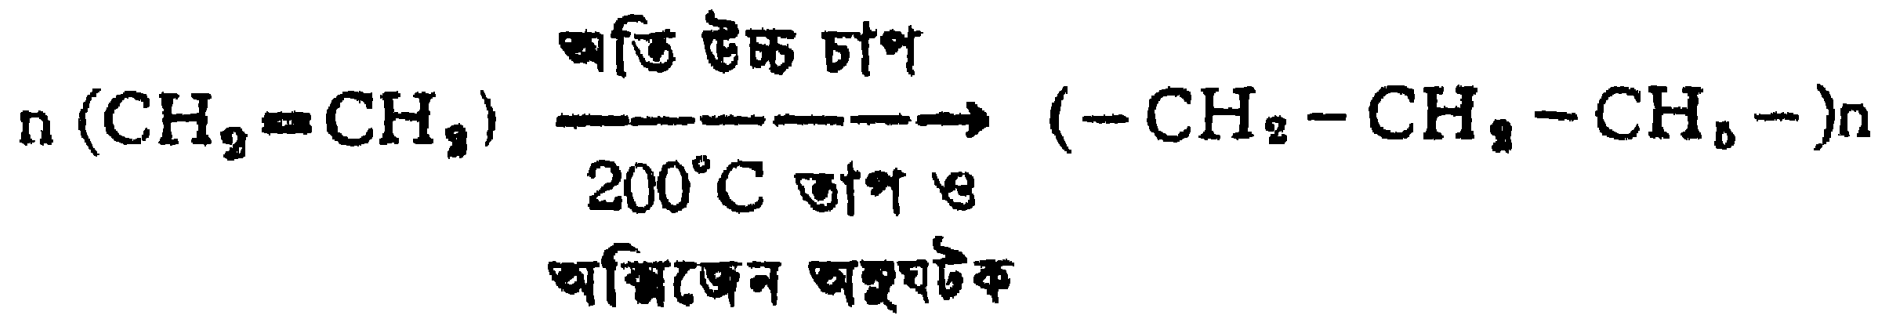 অতি উচ্চ চাপ
n (CH₂=CH₂) ————→ (–CH₂–CH₂–CH₂–)n
200°C তাপ ও
অক্সিজেন অনুঘটক